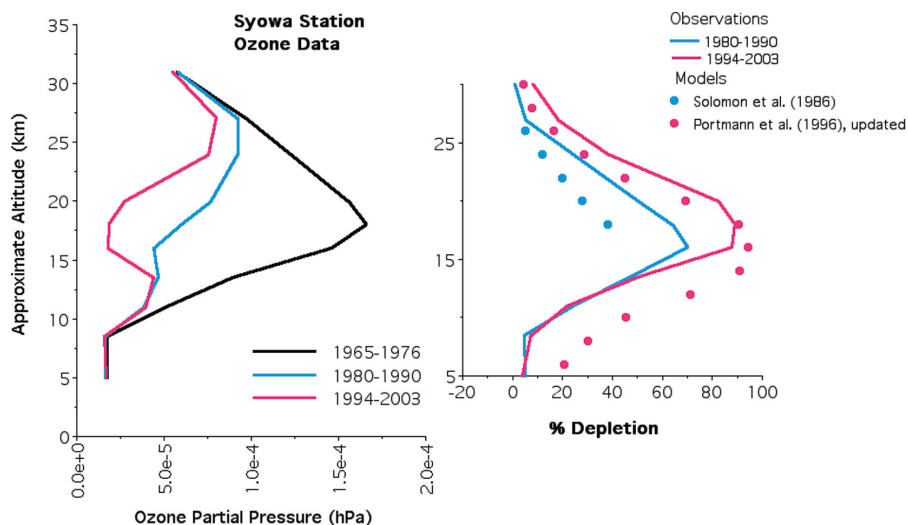 Syowa Station
Ozone Data
Approximate Altitude (km)
35
30
25
20
15
10
5
0
1965-1976
1980-1990
1994-2003
0.0e+0
5.0e-5
1.0e-4
1.5e-4
2.0e-4
Ozone Partial Pressure (hPa)
Observations
1980-1990
1994-2003
Models
Solomon et al. (1986)
Portmann et al. (1996), updated
25
15
5
-20
0
20
40
60
80
100
% Depletion